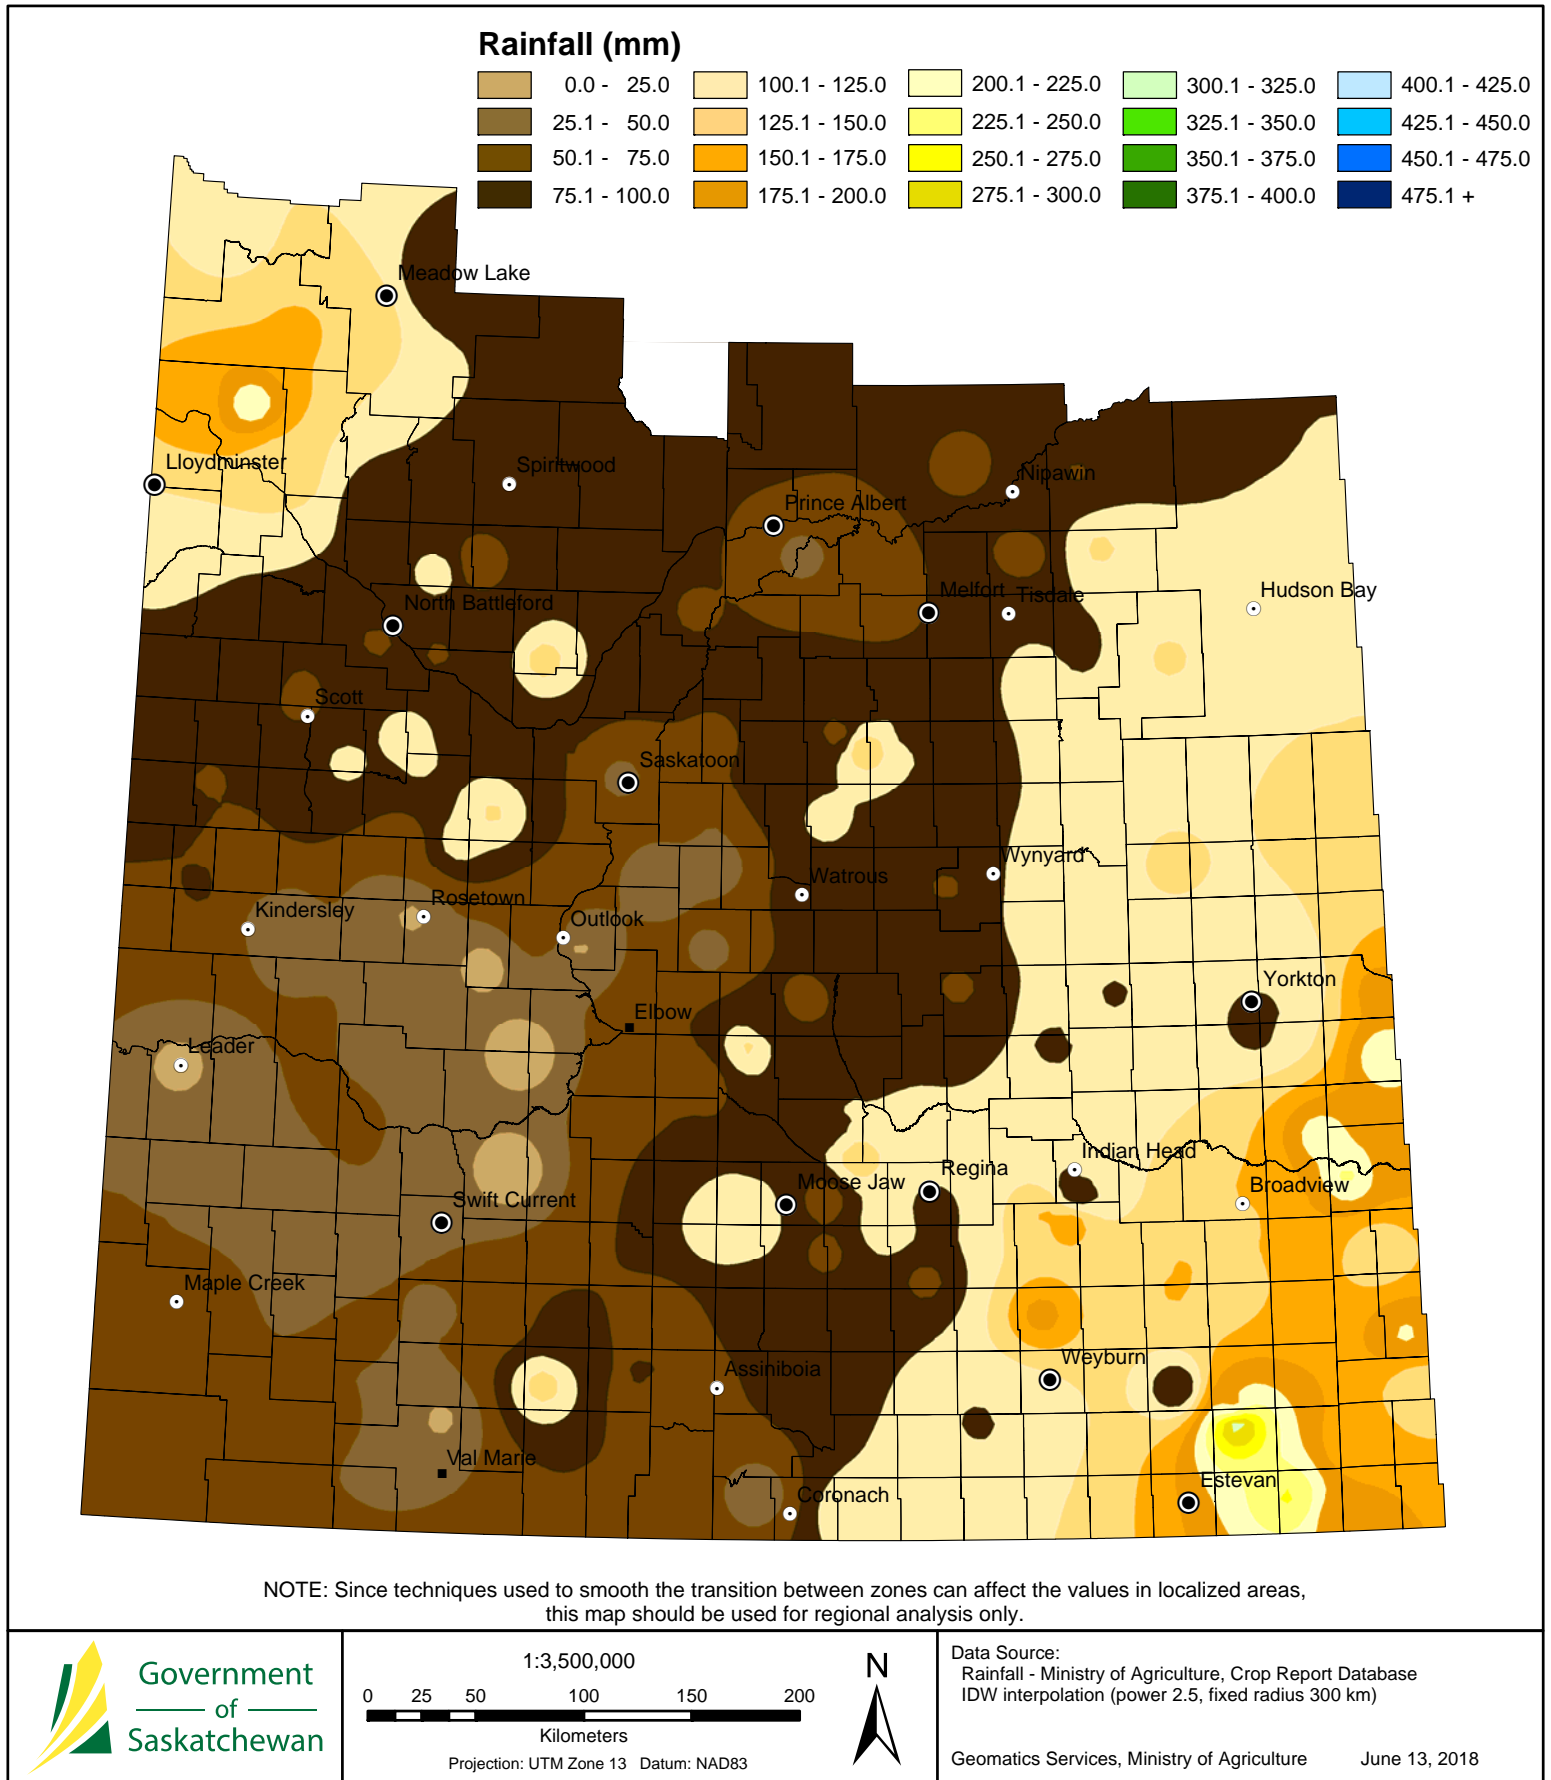 Rainfall (mm)
0.0 - 25.0
25.1 - 50.0
50.1 - 75.0
75.1 - 100.0
100.1 - 125.0
125.1 - 150.0
150.1 - 175.0
175.1 - 200.0
200.1 - 225.0
225.1 - 250.0
250.1 - 275.0
275.1 - 300.0
300.1 - 325.0
325.1 - 350.0
350.1 - 375.0
375.1 - 400.0
400.1 - 425.0
425.1 - 450.0
450.1 - 475.0
475.1 +
Meadow Lake
Lloydminster
Spiritwood
Nipawin
Prince Albert
Hudson Bay
North Battleford
Melfort
Tisdale
Scott
Saskatoon
Wynyard
Watrous
Rosetown
Kindersley
Outlook
Yorkton
Elbow
Leader
Indian Head
Regina
Moose Jaw
Broadview
Swift Current
Maple Creek
Weyburn
Assiniboia
Val Marie
Estevan
Coronach
NOTE: Since techniques used to smooth the transition between zones can affect the values in localized areas,
this map should be used for regional analysis only.
Government
of
Saskatchewan
1:3,500,000
0 25 50 100 150 200
Kilometers
Projection: UTM Zone 13 Datum: NAD83
N
Data Source:
Rainfall - Ministry of Agriculture, Crop Report Database
IDW interpolation (power 2.5, fixed radius 300 km)
Geomatics Services, Ministry of Agriculture June 13, 2018